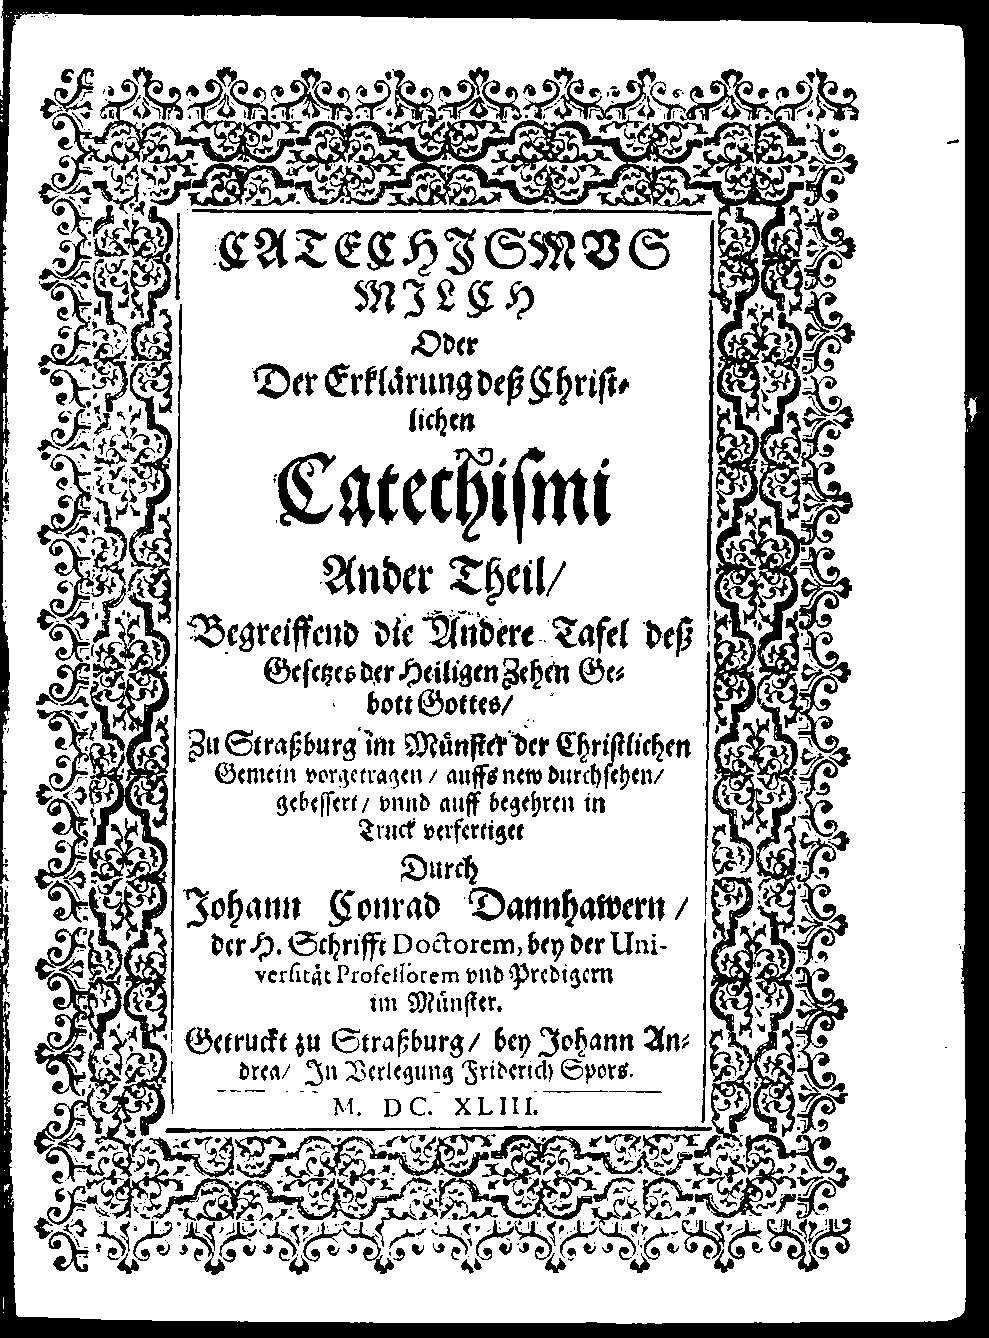 CATECHISMVS
MILCH
Oder
Der Erklärung deß Christ-
lichen
Catechismi
Ander Theil/
Begreiffend die Andere Tafel deß
Gesetzes der Heiligen Zehen Ge-
bott Gottes/
Zu Straßburg im Münster der Christlichen
Gemein vorgetragen / auffs new durchsehen/
gebessert/ vnnd auff begehren in
Truck verfertiget
Durch
Johann Conrad Dannhawern /
der H. Schrifft Doctorem, bey der Uni-
versität Professorem vnd Predigern
im Münster.
Getruckt zu Straßburg/ bey Johann An-
drea/ In Verlegung Friderich Spors.
M. DC. XLIII.